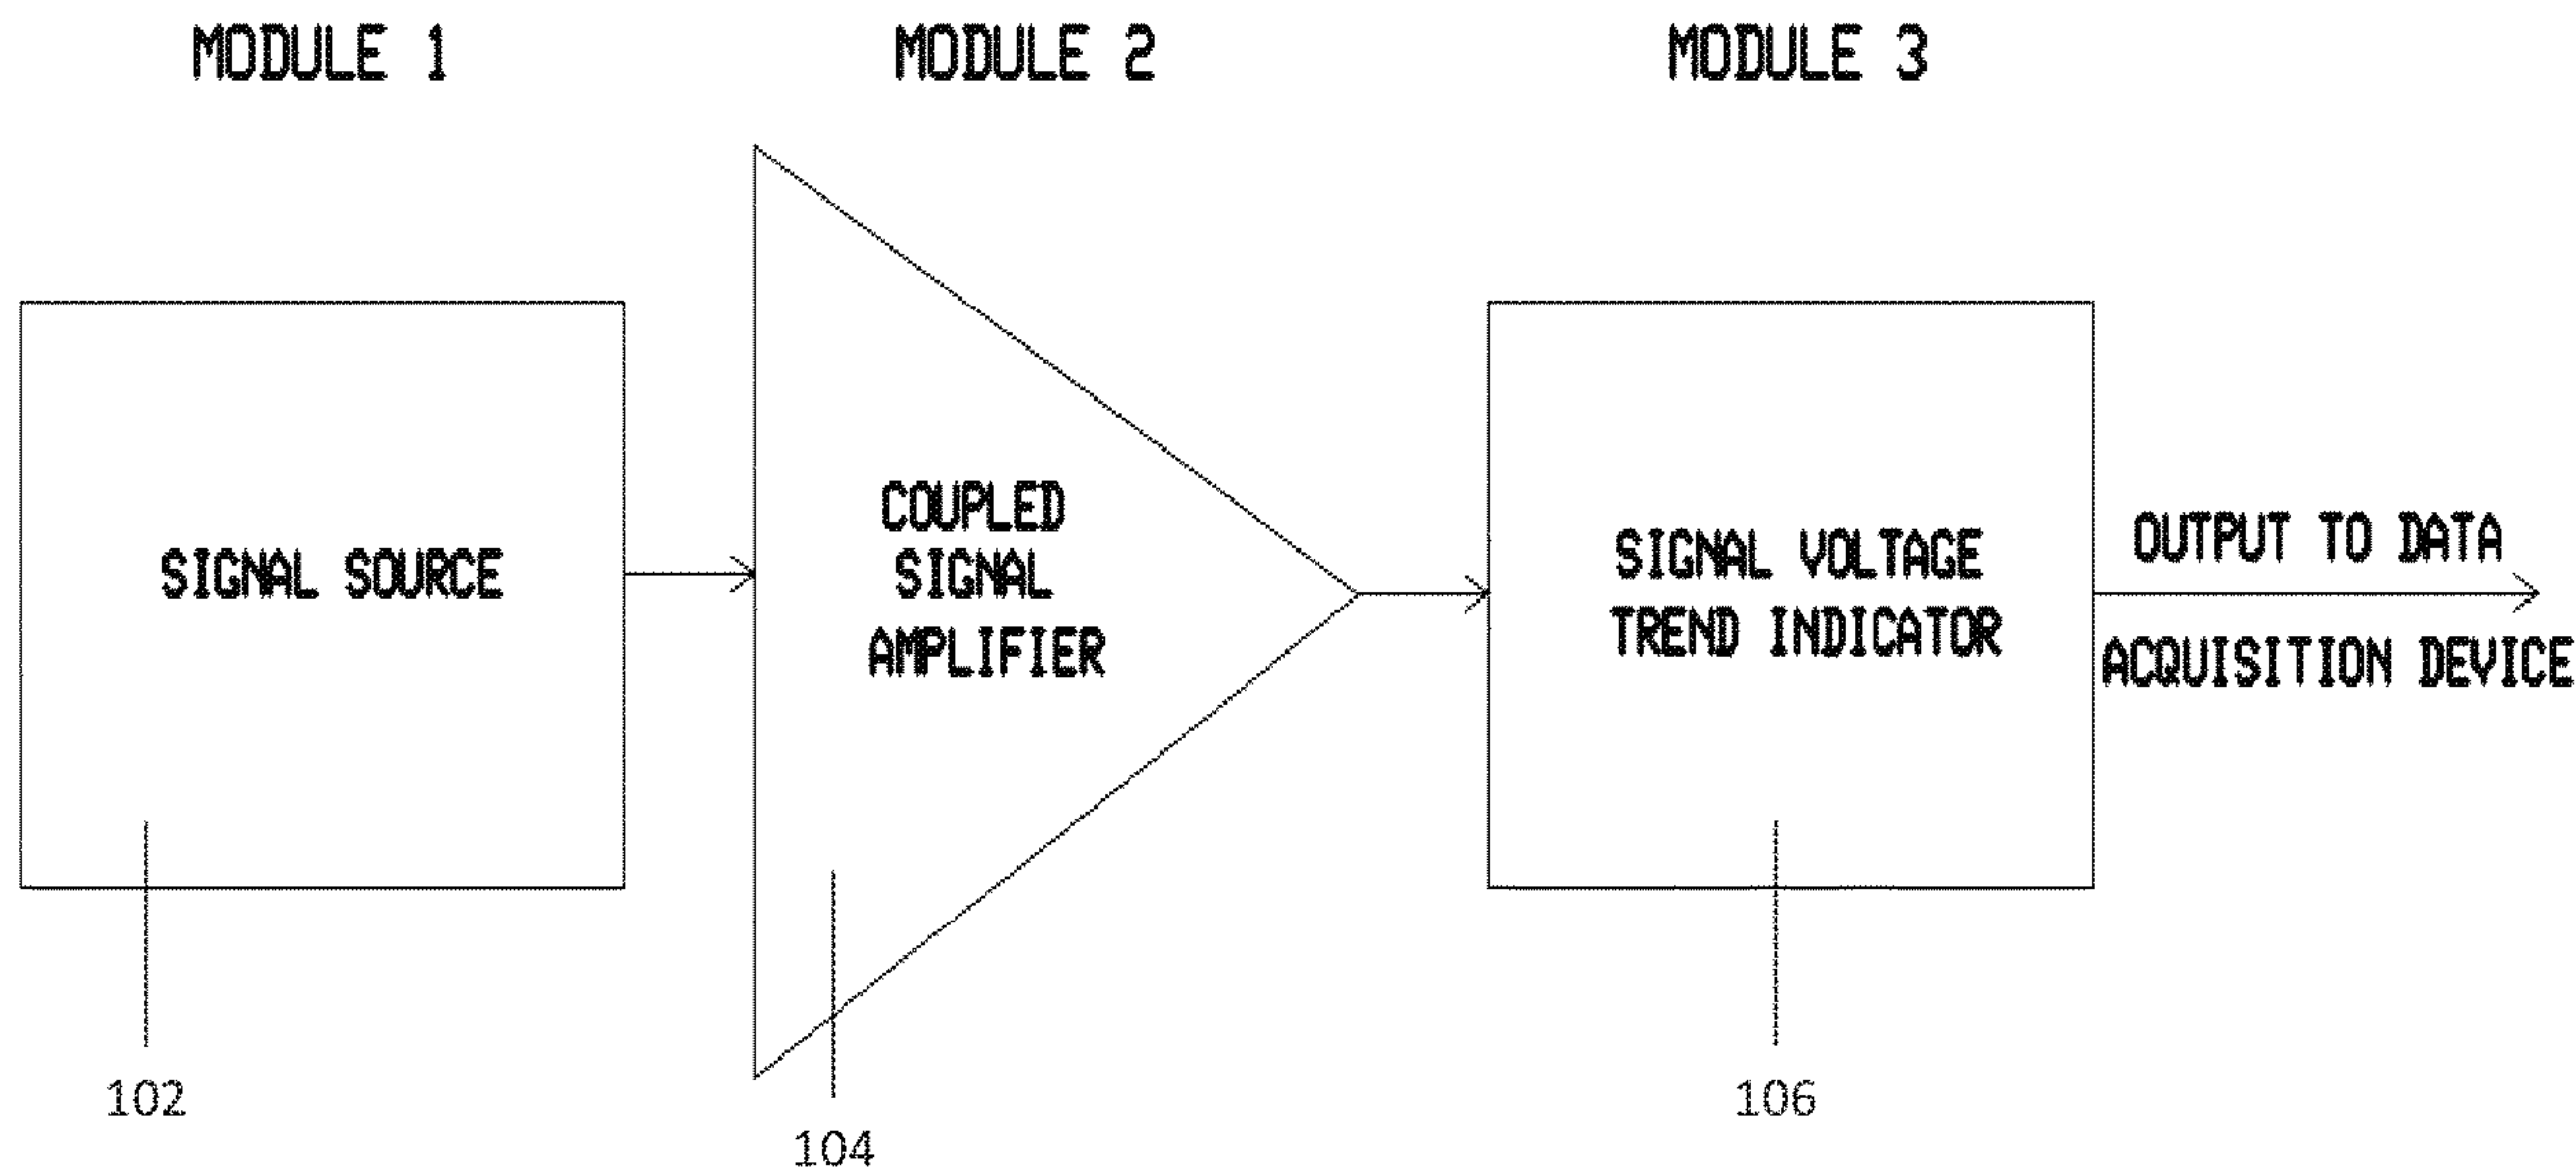 MODULE 1
MODULE 2
MODULE 3
SIGNAL SOURCE
COUPLED
SIGNAL
AMPLIFIER
SIGNAL VOLTAGE
TREND INDICATOR
OUTPUT TO DATA
ACQUISITION DEVICE
102
104
106